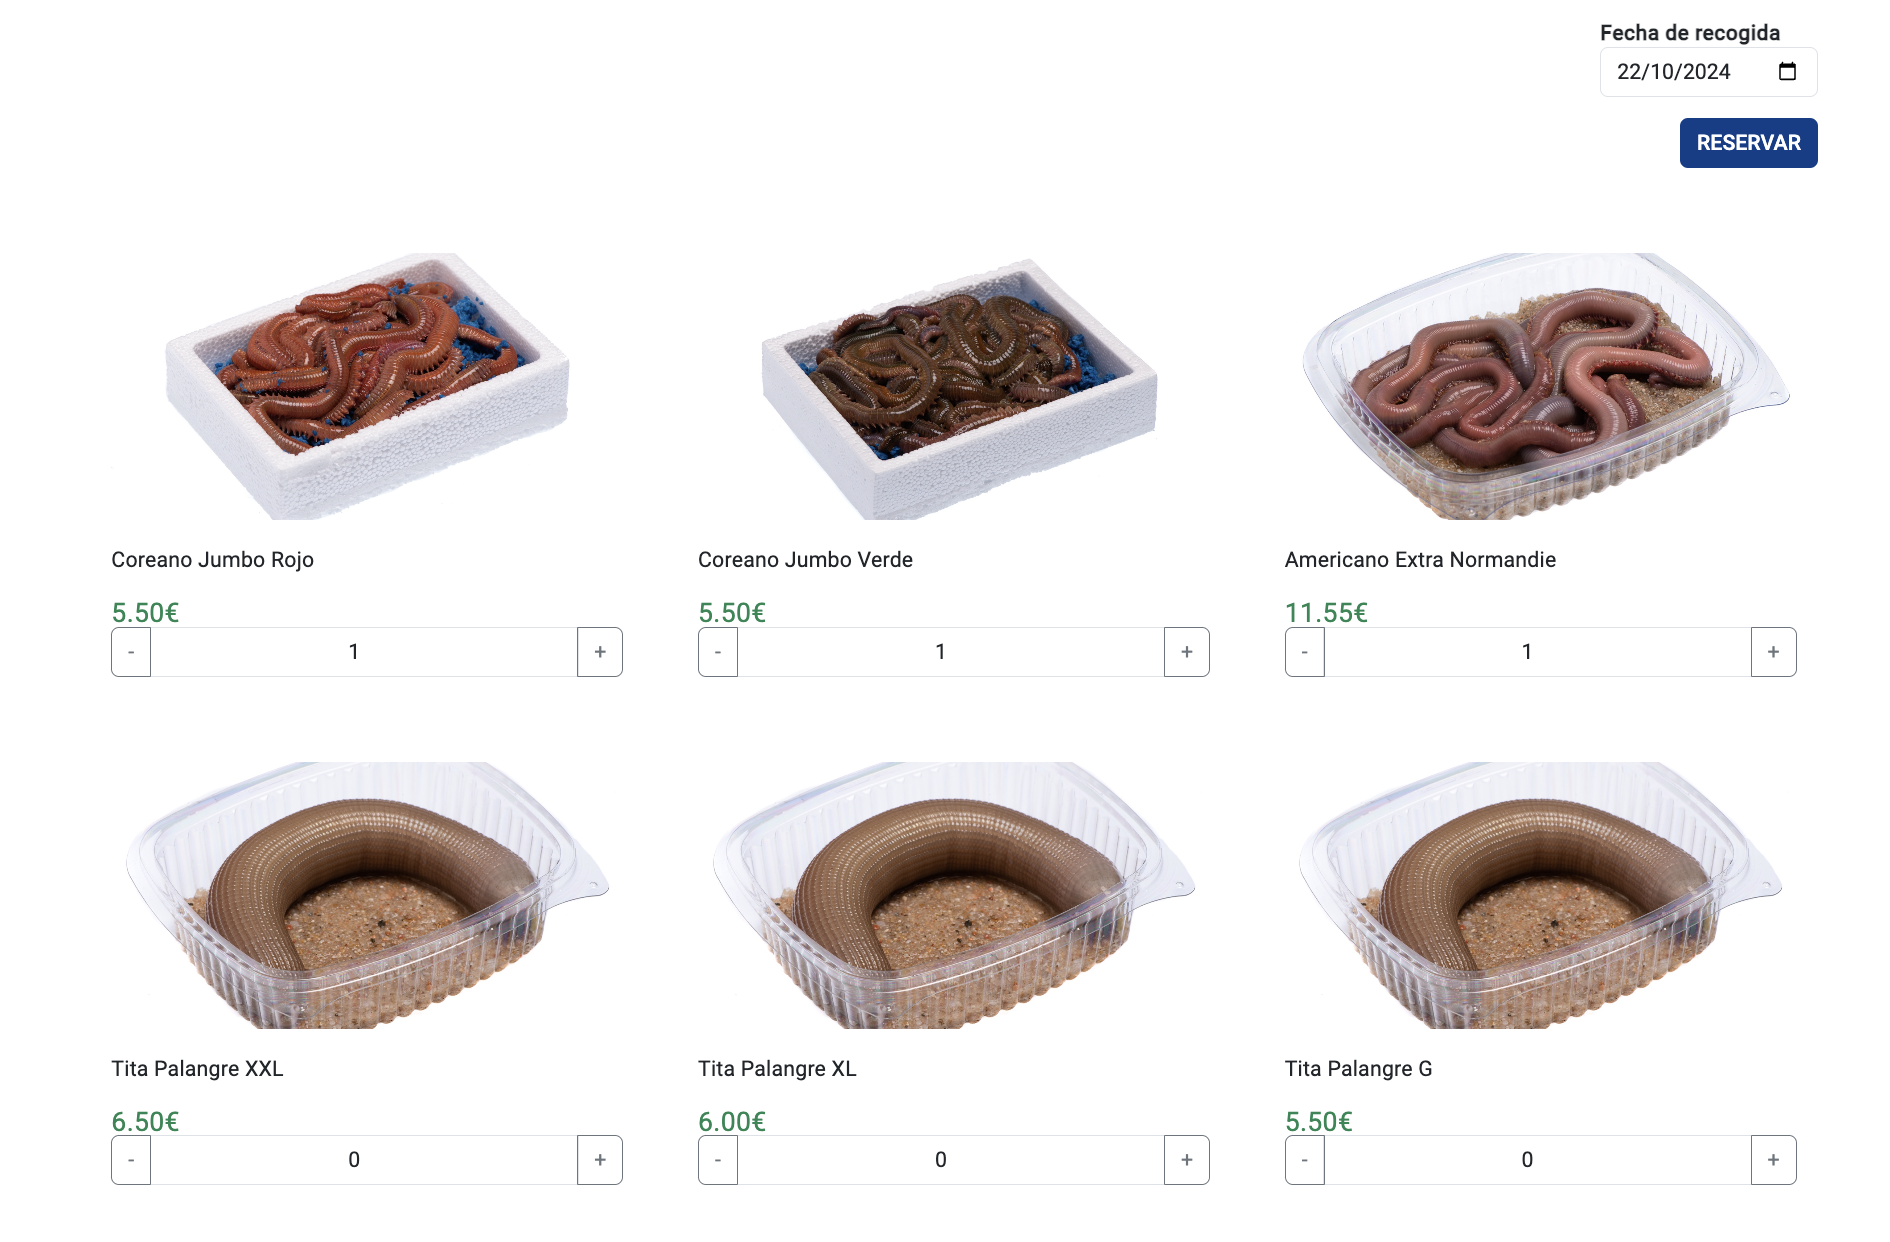 Fecha de recogida
22/10/2024
RESERVAR
Coreano Jumbo Rojo
5.50€
- 1 +
Coreano Jumbo Verde
5.50€
- 1 +
Americano Extra Normandie
11.55€
- 1 +
Tita Palangre XXL
6.50€
- 0 +
Tita Palangre XL
6.00€
- 0 +
Tita Palangre G
5.50€
- 0 +